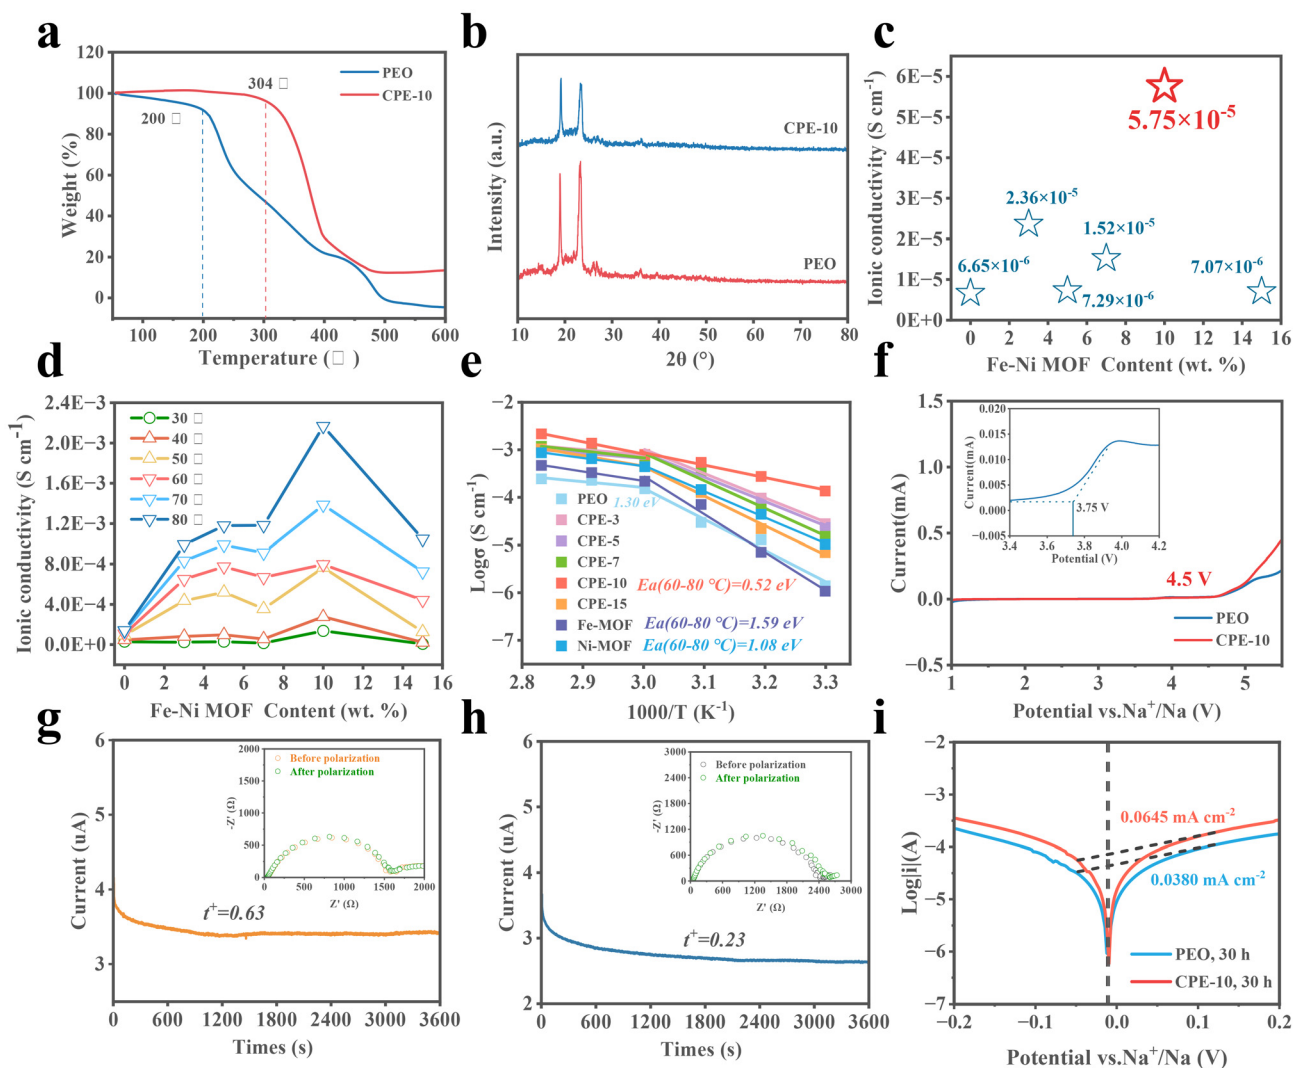 a
120
100
80
60
40
20
0
Weight (%)
304 □
200 □
PEO
CPE-10
100 200 300 400 500 600
Temperature (□ )
b
Intensity (a.u.)
CPE-10
PEO
10 20 30 40 50 60 70 80
2θ (°)
c
Ionic conductivity (S cm⁻¹)
6E−5
5E−5
4E−5
3E−5
2E−5
1E−5
0E+0
5.75×10⁻⁵
2.36×10⁻⁵
1.52×10⁻⁵
6.65×10⁻⁶
7.29×10⁻⁶
7.07×10⁻⁶
0 2 4 6 8 10 12 14 16
Fe-Ni MOF Content (wt. %)
d
Ionic conductivity (S cm⁻¹)
2.4E−3
2.0E−3
1.6E−3
1.2E−3
8.0E−4
4.0E−4
0.0E+0
30 □
40 □
50 □
60 □
70 □
80 □
0 2 4 6 8 10 12 14 16
Fe-Ni MOF Content (wt. %)
e
Logσ (S cm⁻¹)
−2
−3
−4
−5
−6
−7
PEO 1.30 eV
CPE-3
CPE-5
CPE-7
CPE-10 Ea(60-80 °C)=0.52 eV
CPE-15
Fe-MOF Ea(60-80 °C)=1.59 eV
Ni-MOF Ea(60-80 °C)=1.08 eV
2.8 2.9 3.0 3.1 3.2 3.3
1000/T (K⁻¹)
f
Current(mA)
1.5
1.0
0.5
0.0
−0.5
Current(mA)
0.020
0.015
0.010
0.005
0.000
−0.005
3.75 V
3.4 3.6 3.8 4.0 4.2
Potential (V)
4.5 V
PEO
CPE-10
1 2 3 4 5
Potential vs.Na⁺/Na (V)
g
Current (uA)
6
5
4
3
-Z' (Ω)
2000
1500
1000
500
0
Before polarization
After polarization
0 500 1000 1500 2000
Z' (Ω)
t⁺=0.63
0 600 1200 1800 2400 3000 3600
Times (s)
h
Current (uA)
6
5
4
3
2
-Z' (Ω)
3000
2400
1800
1200
600
0
Before polarization
After polarization
0 600 1200 1800 2400 3000
Z' (Ω)
t⁺=0.23
0 600 1200 1800 2400 3000 3600
Times (s)
i
Log|i|(A)
−2
−3
−4
−5
−6
−7
0.0645 mA cm⁻²
0.0380 mA cm⁻²
PEO, 30 h
CPE-10, 30 h
−0.2 −0.1 0.0 0.1 0.2
Potential vs.Na⁺/Na (V)